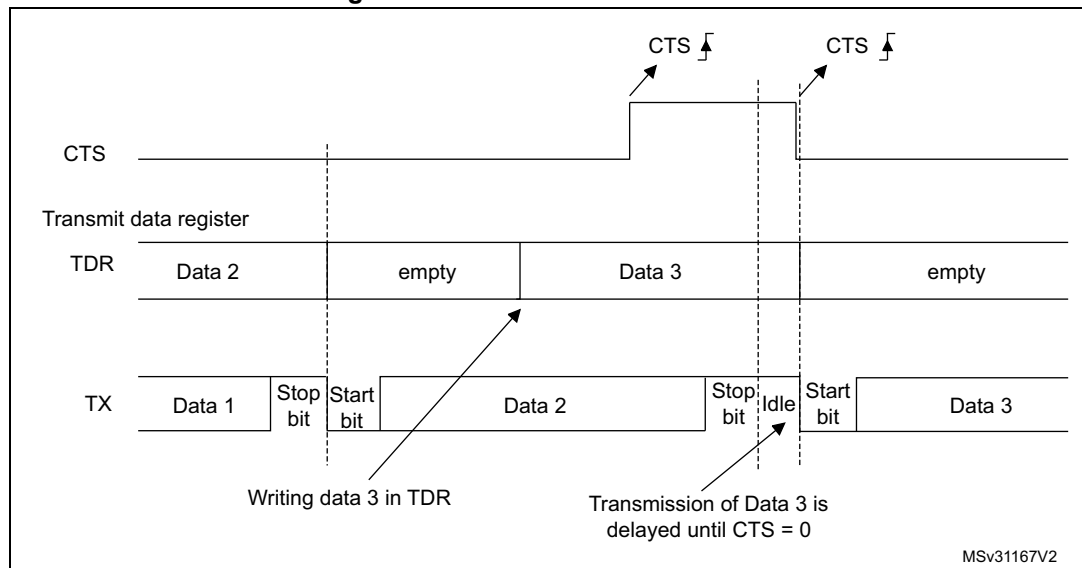 CTS CTS
CTS
Transmit data register
TDR Data 2 empty Data 3 empty
TX Data 1 Stop bit Start bit Data 2 Stop bit Idle Start bit Data 3
Writing data 3 in TDR
Transmission of Data 3 is
delayed until CTS = 0
MSv31167V2